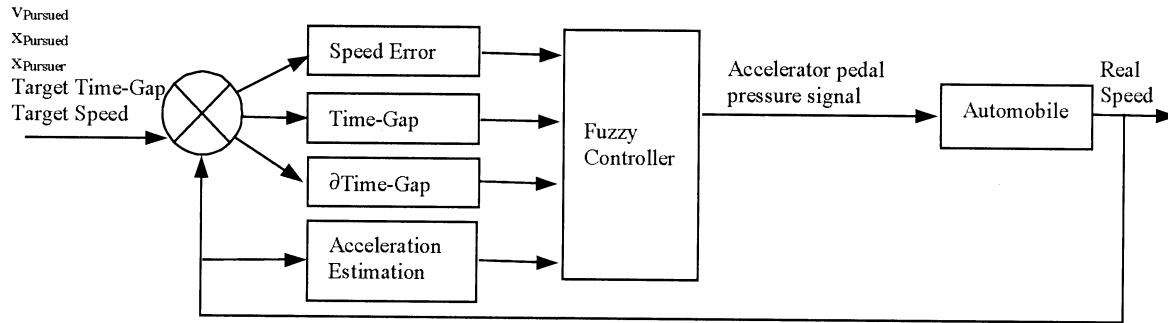 vPursued
xPursued
xPursuer
Target Time-Gap
Target Speed
Speed Error
Time-Gap
∂Time-Gap
Acceleration
Estimation
Fuzzy
Controller
Accelerator pedal
pressure signal
Automobile
Real
Speed